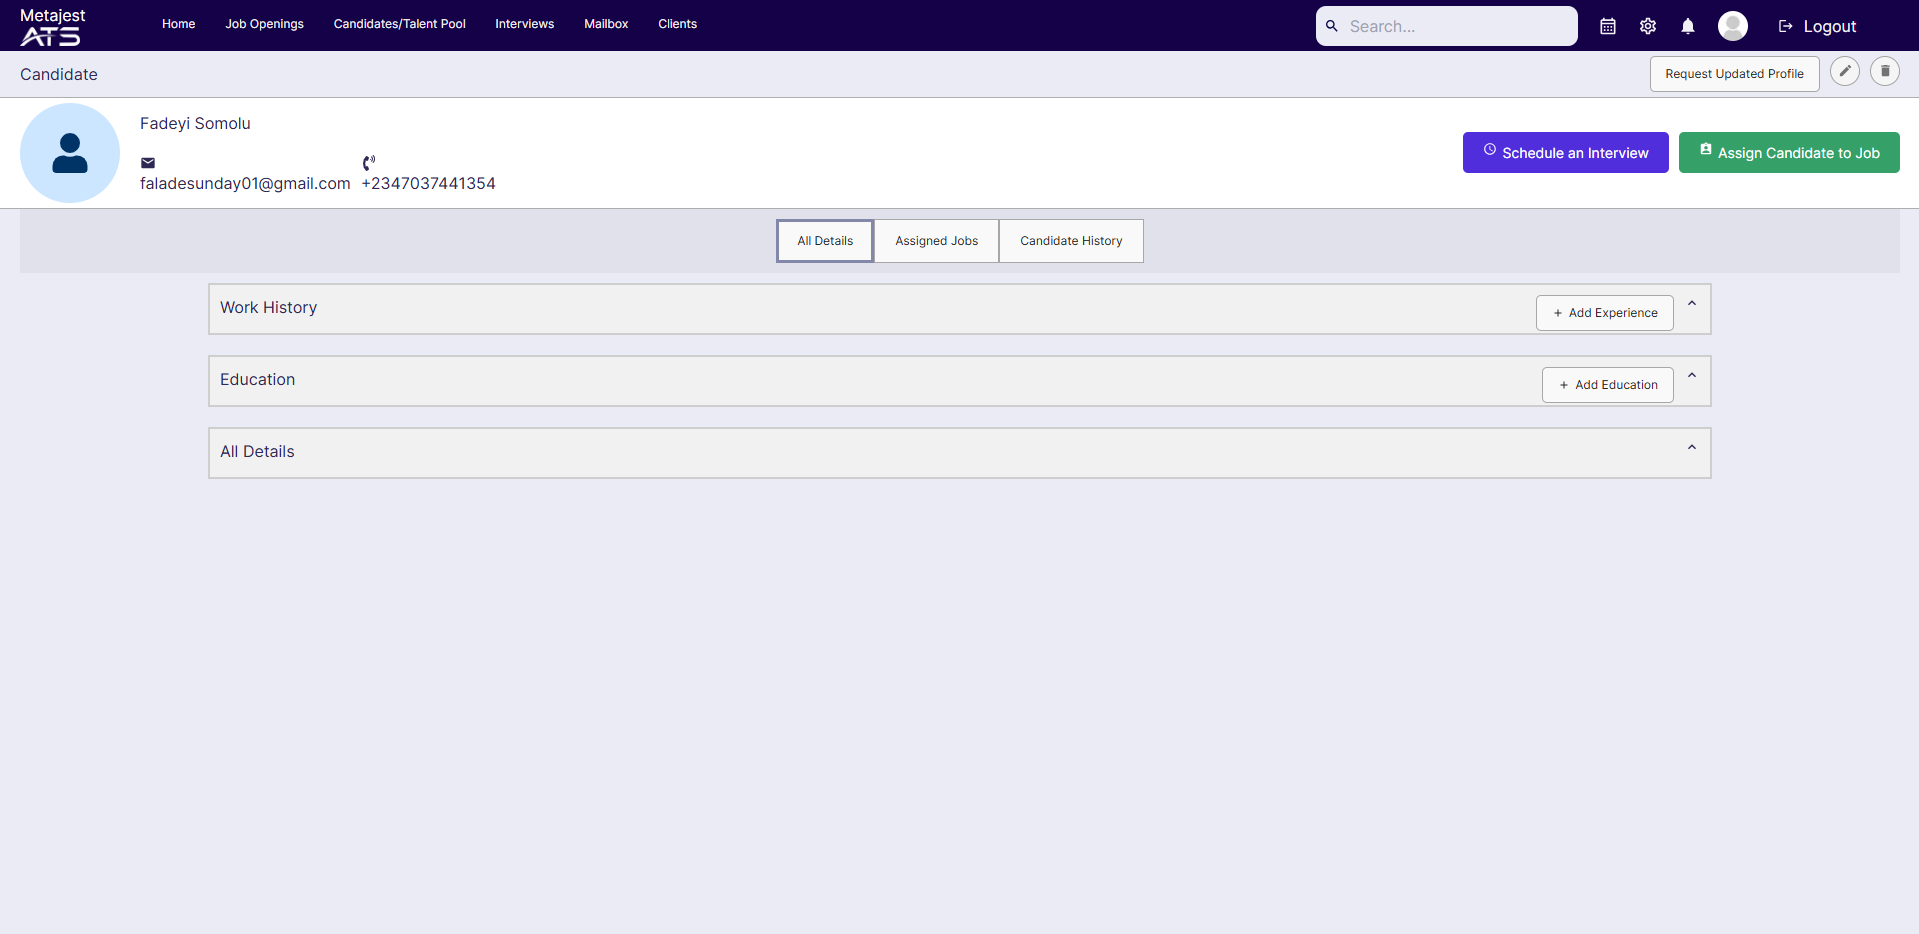 Metajest
ATS
Home
Job Openings
Candidates/Talent Pool
Interviews
Mailbox
Clients
Search...
Logout
Candidate
Request Updated Profile
Fadeyi Somolu
faladesunday01@gmail.com
+2347037441354
Schedule an Interview
Assign Candidate to Job
All Details
Assigned Jobs
Candidate History
Work History
+ Add Experience
Education
+ Add Education
All Details